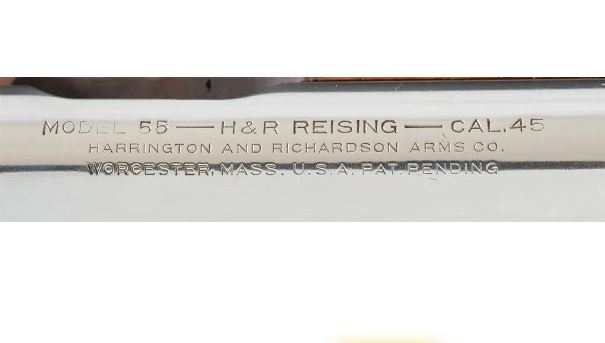 MODEL 55 — H&R REISING — CAL.45
HARRINGTON AND RICHARDSON ARMS CO.
WORCESTER, MASS. U.S.A. PAT. PENDING